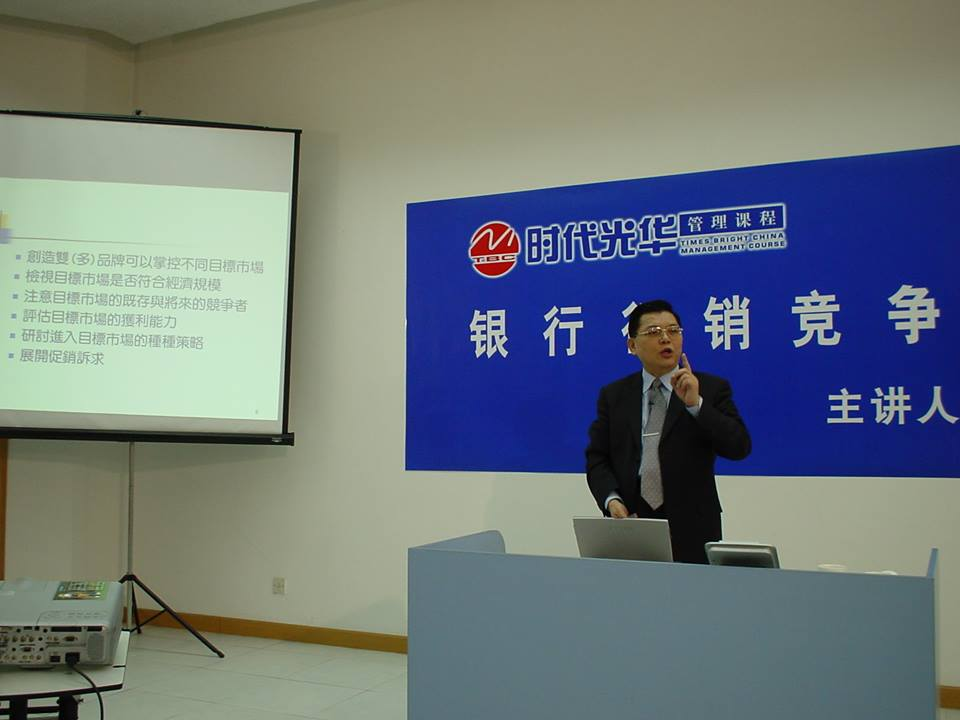 創造雙(多)品牌可以掌控不同目標市場
檢視目標市場是否符合經濟規模
注意目標市場的既存與將來的競爭者
評估目標市場的獲利能力
研討進入目標市場的種種策略
展開促銷訴求
TBC
时代光华
管理课程
TIMES BRIGHT CHINA
MANAGEMENT COURSE
银行 销竞争
主讲人